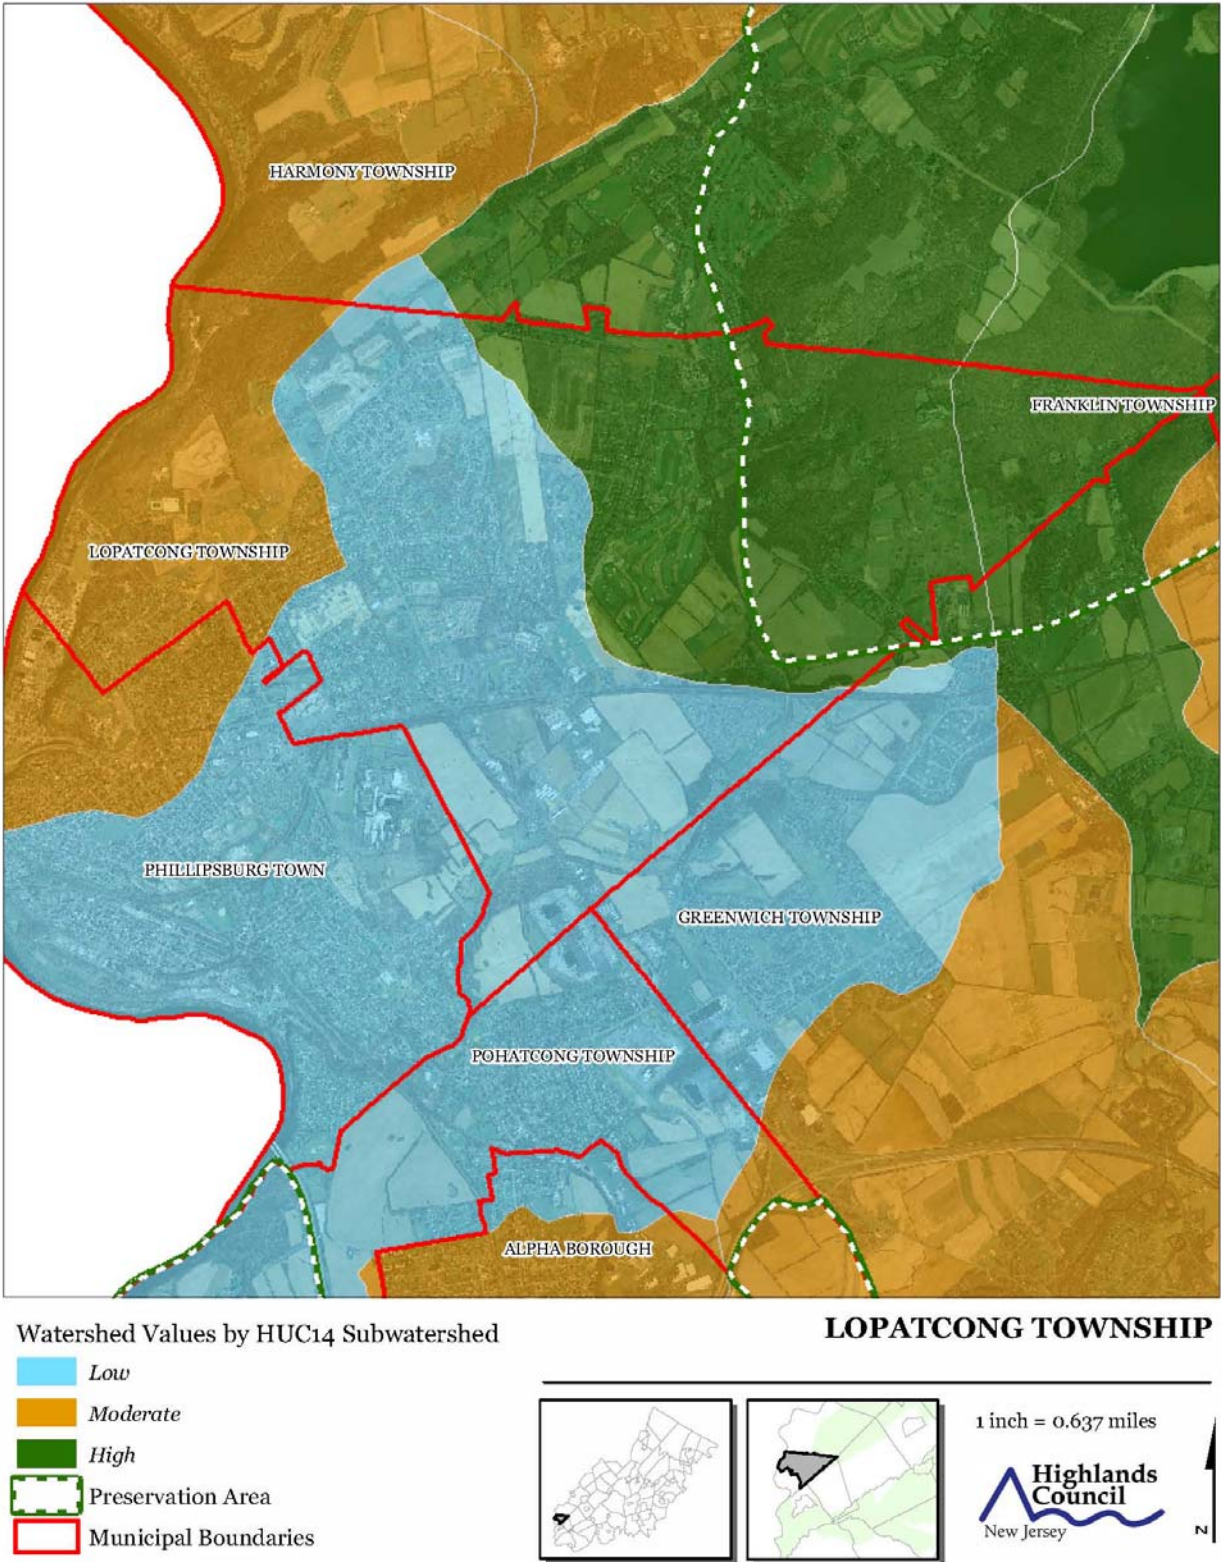 HARMONY TOWNSHIP
FRANKLIN TOWNSHIP
LOPATCONG TOWNSHIP
PHILLIPSBURG TOWN
GREENWICH TOWNSHIP
POHATCONG TOWNSHIP
ALPHA BOROUGH
Watershed Values by HUC14 Subwatershed
Low
Moderate
High
Preservation Area
Municipal Boundaries
LOPATCONG TOWNSHIP
1 inch = 0.637 miles
Highlands
Council
New Jersey
N